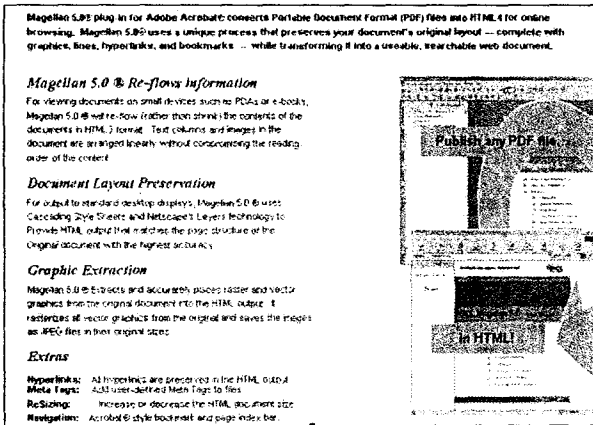 Magellan 5.0® plug-in for Adobe Acrobat® converts Portable Document Format (PDF) files into HTML 4 for online
browsing. Magellan 5.0® uses a unique process that preserves your document's original layout -- complete with
graphics, lines, hyperlinks, and bookmarks -- while transforming it into a useable, searchable web document.
Magellan 5.0 ® Re-flows information
For viewing documents on small devices such as PDAs or e-books,
Magellan 5.0 ® will re-flow (rather than shrink) the contents of the
documents in HTML 3 format. Text columns and images in the
document are arranged linearly without compromising the reading
order of the content.
Document Layout Preservation
For output to standard desktop displays, Magellan 5.0 ® uses
Cascading Style Sheets and Netscape's Layers technology to
Provide HTML output that matches the page structure of the
Original document with the highest accuracy.
Graphic Extraction
Magellan 5.0 ® Extracts and accurately places raster and vector
graphics from the original document into the HTML output. It
rasterizes all vector graphics from the original and saves the images
as JPEG files in their original sizes.
Extras
Hyperlinks: All hyperlinks are preserved in the HTML output
Meta Tags: Add user-defined Meta Tags to files
ReSizing: Increase or decrease the HTML document size
Navigation: Acrobat® style bookmark and page index bar.
Publish any PDF file...
in HTML!